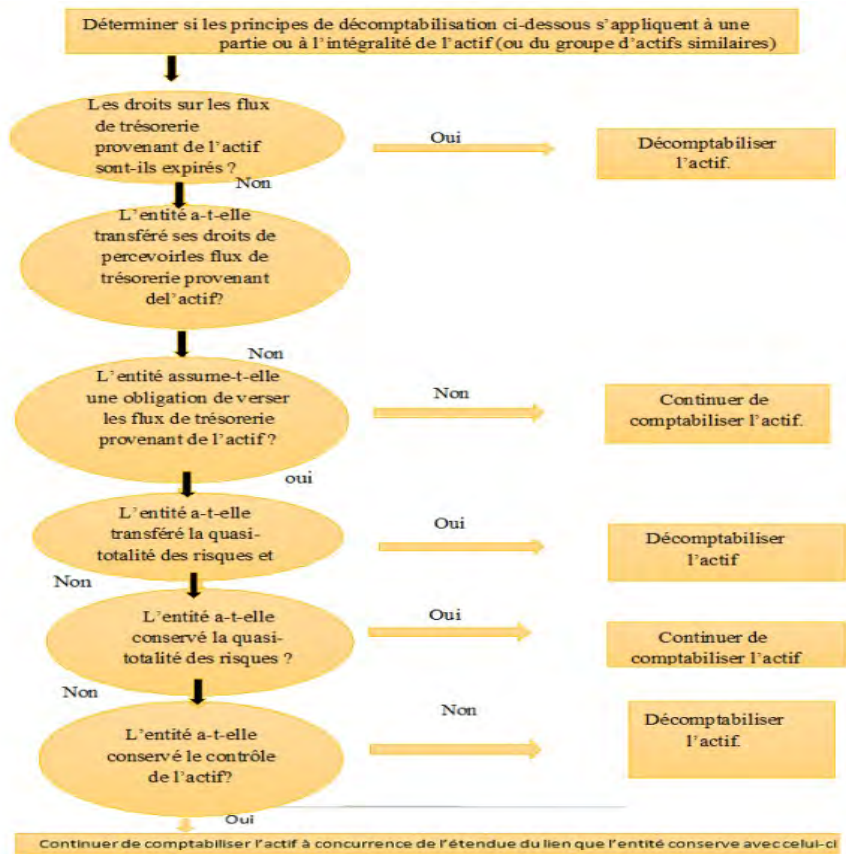 Déterminer si les principes de décomptabilisation ci-dessous s'appliquent à une
partie ou à l'intégralité de l'actif (ou du groupe d'actifs similaires)
Les droits sur les flux
de trésorerie
provenant de l'actif
sont-ils expirés ?
Oui
Décomptabiliser
l'actif.
Non
L'entité a-t-elle
transféré ses droits de
percevoirles flux de
trésorerie provenant
del'actif?
Non
L'entité assume-t-elle
une obligation de verser
les flux de trésorerie
provenant de l'actif ?
Non
Continuer de
comptabiliser l'actif.
oui
L'entité a-t-elle
transféré la quasi-
totalité des risques et
Oui
Décomptabiliser
l'actif
Non
L'entité a-t-elle
conservé la quasi-
totalité des risques ?
Oui
Continuer de
comptabiliser l'actif
Non
L'entité a-t-elle
conservé le contrôle
de l'actif?
Non
Décomptabiliser
l'actif.
Oui
Continuer de comptabiliser l'actif à concurrence de l'étendue du lien que l'entité conserve avec celui-ci